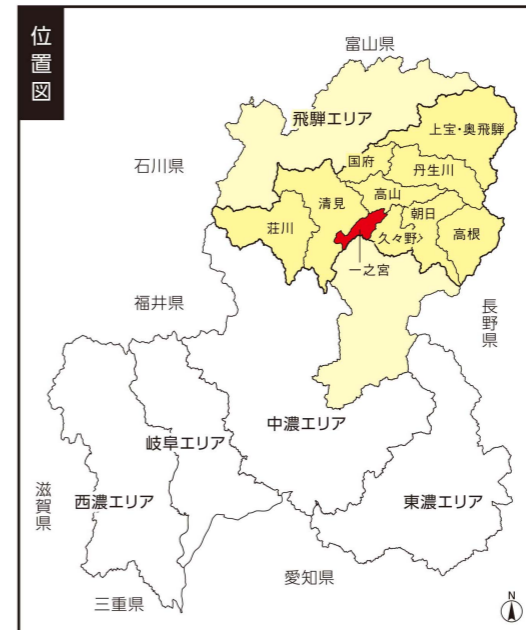 位置図
富山県
飛騨エリア
上宝・奥飛騨
国府
丹生川
石川県
高山
清見
朝日
荘川
久々野
高根
一之宮
福井県
長野県
中濃エリア
岐阜エリア
滋賀県
西濃エリア
東濃エリア
愛知県
三重県
N